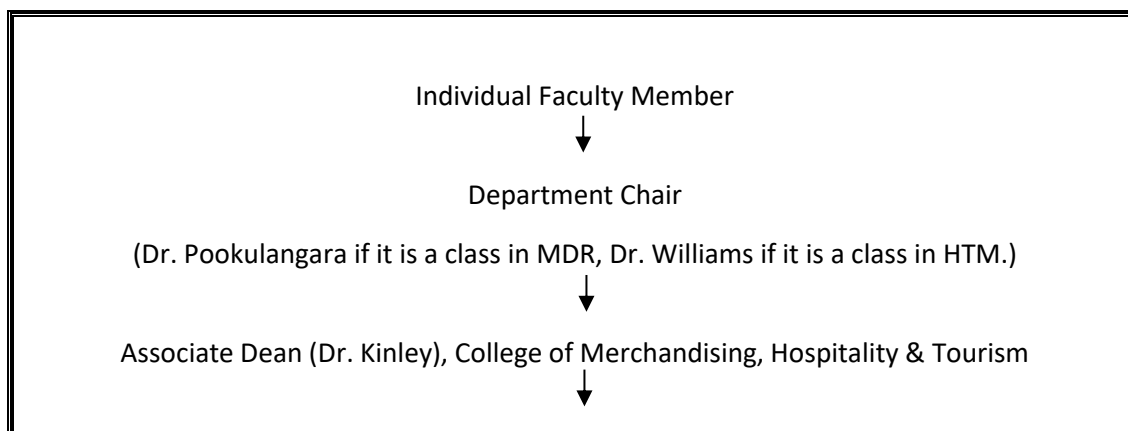 Individual Faculty Member
Department Chair
(Dr. Pookulangara if it is a class in MDR, Dr. Williams if it is a class in HTM.)
Associate Dean (Dr. Kinley), College of Merchandising, Hospitality & Tourism